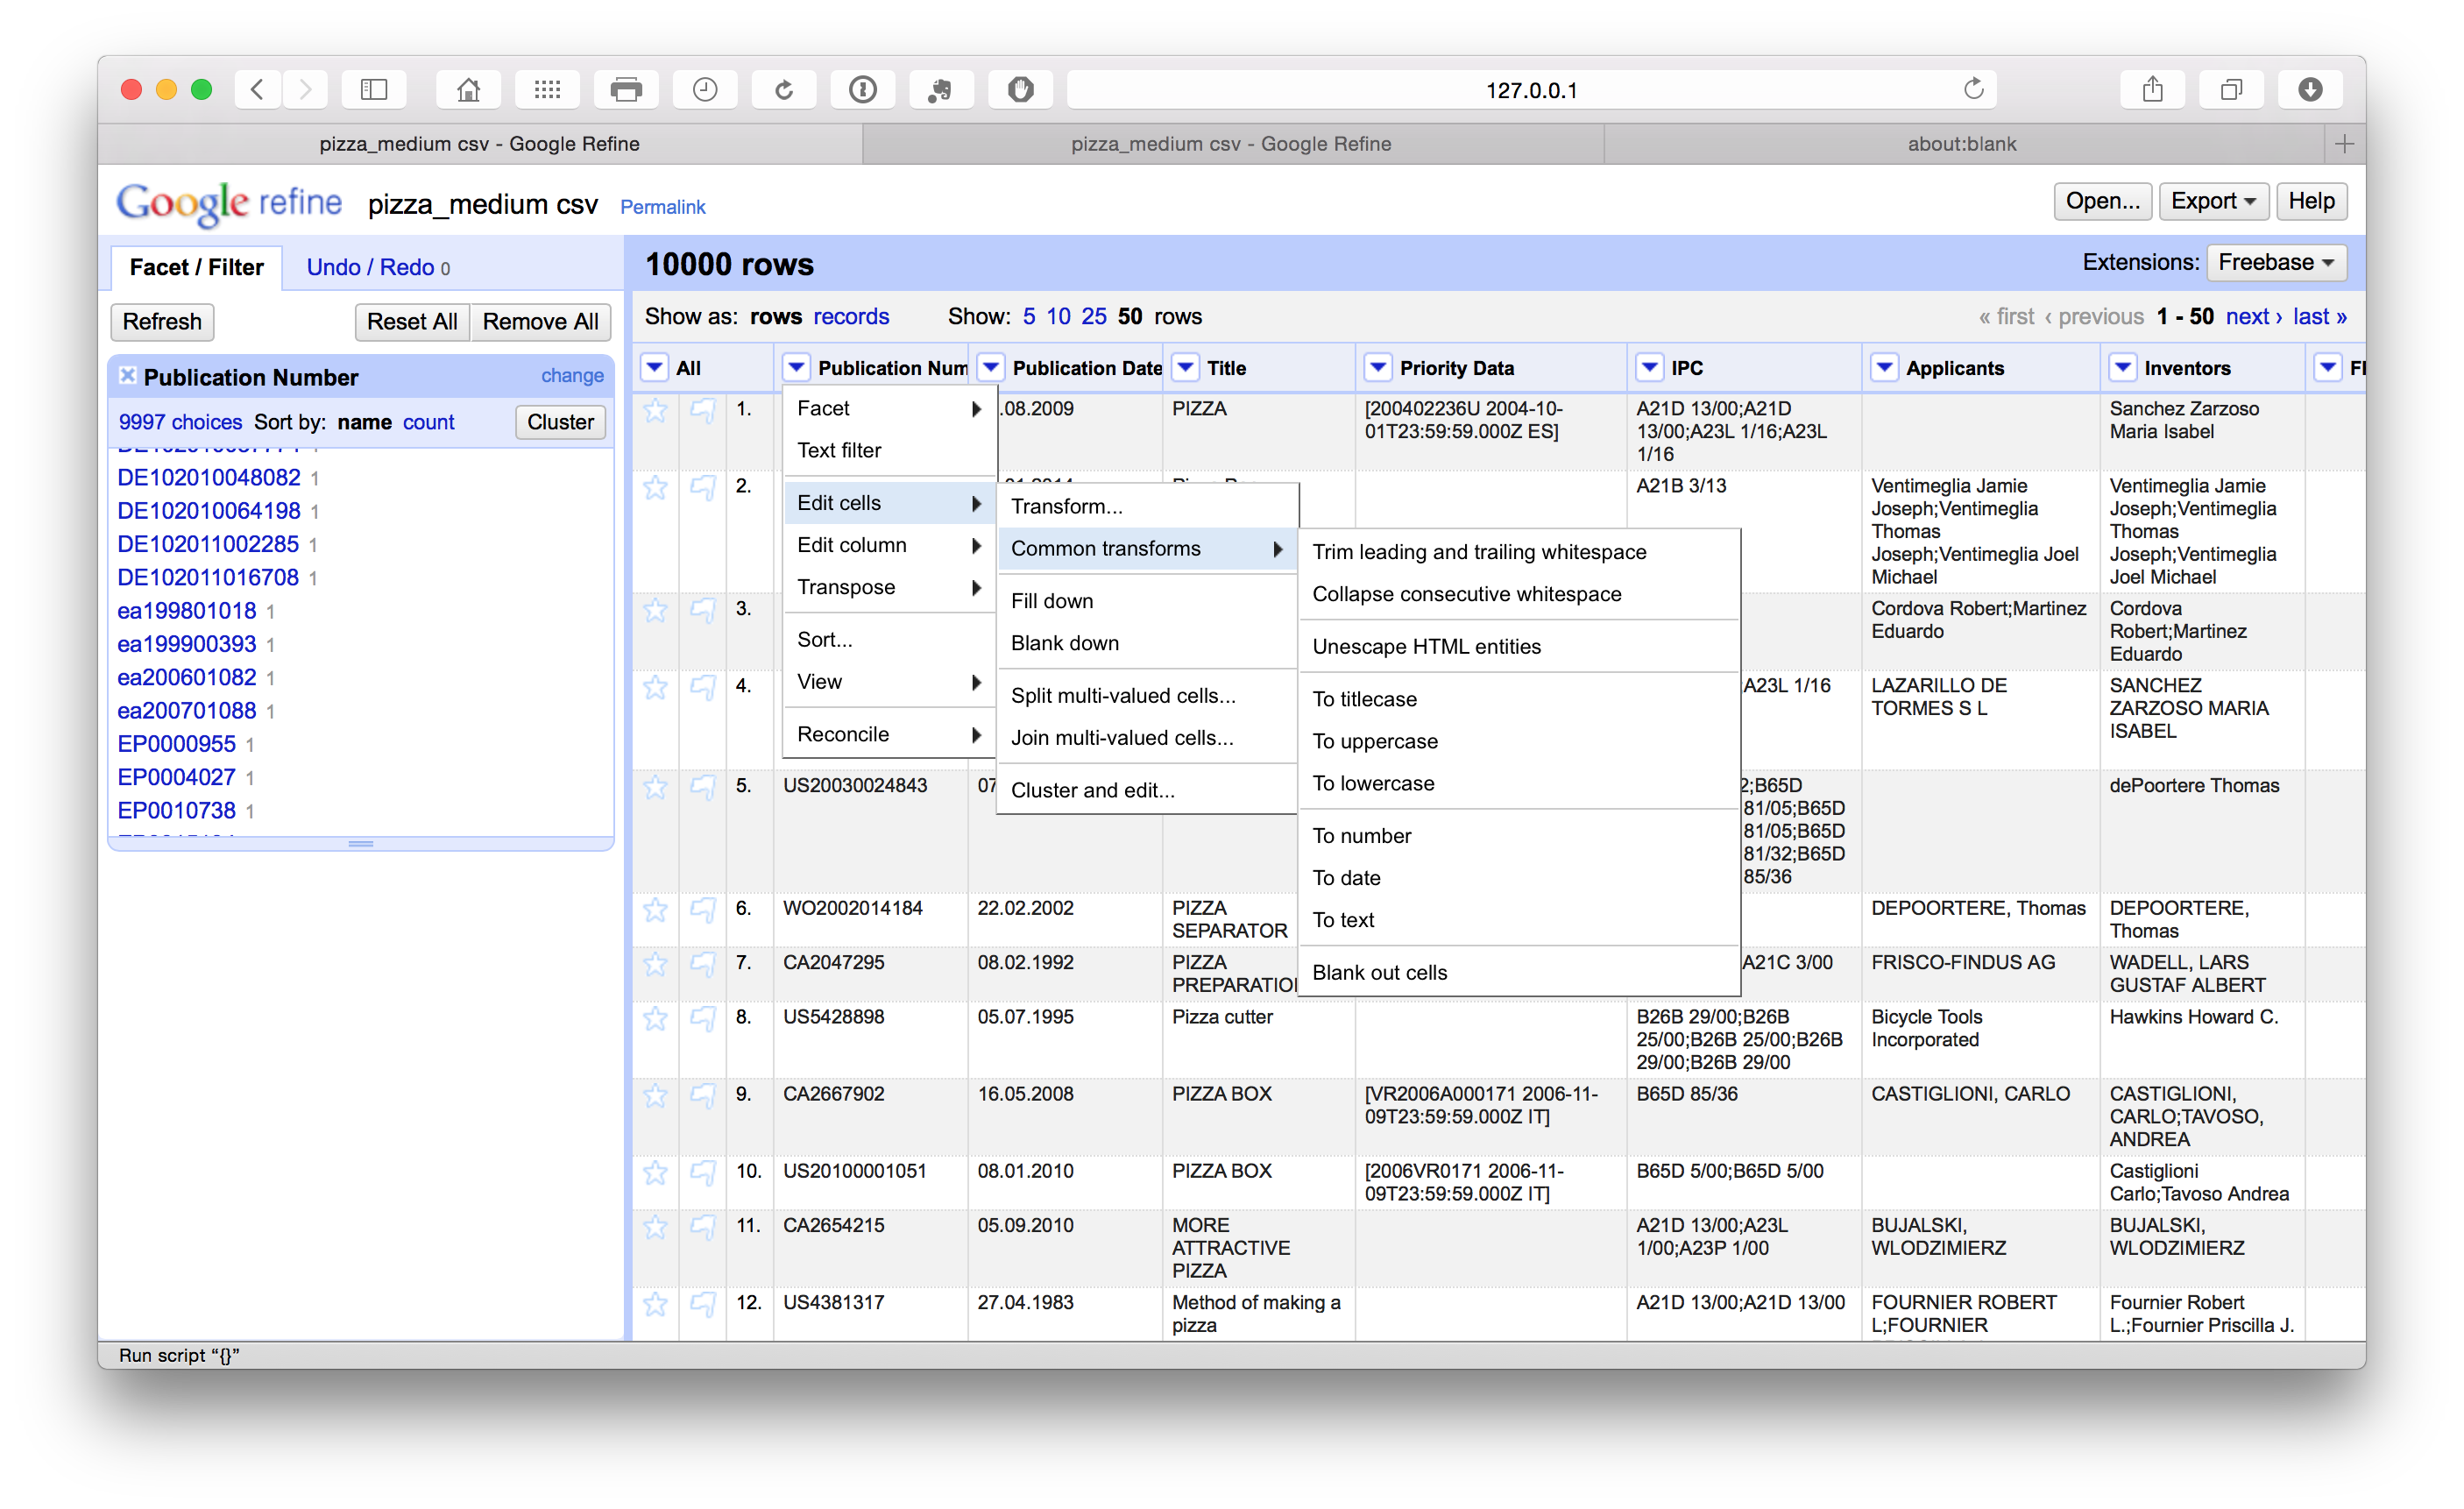 127.0.0.1
pizza_medium csv - Google Refine
pizza_medium csv - Google Refine
about:blank
Google refine pizza_medium csv Permalink
Open... Export Help
Facet / Filter Undo / Redo 0
10000 rows
Extensions: Freebase
Refresh Reset All Remove All
Show as: rows records Show: 5 10 25 50 rows
« first ‹ previous 1 - 50 next › last »
Publication Number change
9997 choices Sort by: name count Cluster
DE102010048082 1
DE102010064198 1
DE102011002285 1
DE102011016708 1
ea199801018 1
ea199900393 1
ea200601082 1
ea200701088 1
EP0000955 1
EP0004027 1
EP0010738 1
All Publication Num Publication Date Title Priority Data IPC Applicants Inventors
Facet
Text filter
Edit cells
Edit column
Transpose
Sort...
View
Reconcile
Transform...
Common transforms
Fill down
Blank down
Split multi-valued cells...
Join multi-valued cells...
Cluster and edit...
Trim leading and trailing whitespace
Collapse consecutive whitespace
Unescape HTML entities
To titlecase
To uppercase
To lowercase
To number
To date
To text
Blank out cells
1. .08.2009 PIZZA [200402236U 2004-10- A21D 13/00;A21D Sanchez Zarzoso
01T23:59:59.000Z ES] 13/00;A23L 1/16;A23L Maria Isabel
1/16
2. A21B 3/13 Ventimeglia Jamie Ventimeglia Jamie
Joseph;Ventimeglia Joseph;Ventimeglia
Thomas Thomas
Joseph;Ventimeglia Joel Joseph;Ventimeglia
Michael Joel Michael
3. Cordova Robert;Martinez Cordova
Eduardo Robert;Martinez
Eduardo
4. A23L 1/16 LAZARILLO DE SANCHEZ
TORMES S L ZARZOSO MARIA
ISABEL
5. US20030024843 07 2;B65D dePoortere Thomas
81/05;B65D
81/05;B65D
81/32;B65D
85/36
6. WO2002014184 22.02.2002 PIZZA DEPOORTERE, Thomas DEPOORTERE,
SEPARATOR Thomas
7. CA2047295 08.02.1992 PIZZA A21C 3/00 FRISCO-FINDUS AG WADELL, LARS
PREPARATIO GUSTAF ALBERT
8. US5428898 05.07.1995 Pizza cutter B26B 29/00;B26B Bicycle Tools Hawkins Howard C.
25/00;B26B 25/00;B26B Incorporated
29/00;B26B 29/00
9. CA2667902 16.05.2008 PIZZA BOX [VR2006A000171 2006-11- B65D 85/36 CASTIGLIONI, CARLO CASTIGLIONI,
09T23:59:59.000Z IT] CARLO;TAVOSO,
ANDREA
10. US20100001051 08.01.2010 PIZZA BOX [2006VR0171 2006-11- B65D 5/00;B65D 5/00 Castiglioni
09T23:59:59.000Z IT] Carlo;Tavoso Andrea
11. CA2654215 05.09.2010 MORE A21D 13/00;A23L BUJALSKI, BUJALSKI,
ATTRACTIVE 1/00;A23P 1/00 WLODZIMIERZ WLODZIMIERZ
PIZZA
12. US4381317 27.04.1983 Method of making a A21D 13/00;A21D 13/00 FOURNIER ROBERT Fournier Robert
pizza L;FOURNIER L.;Fournier Priscilla J.
Run script “{}”